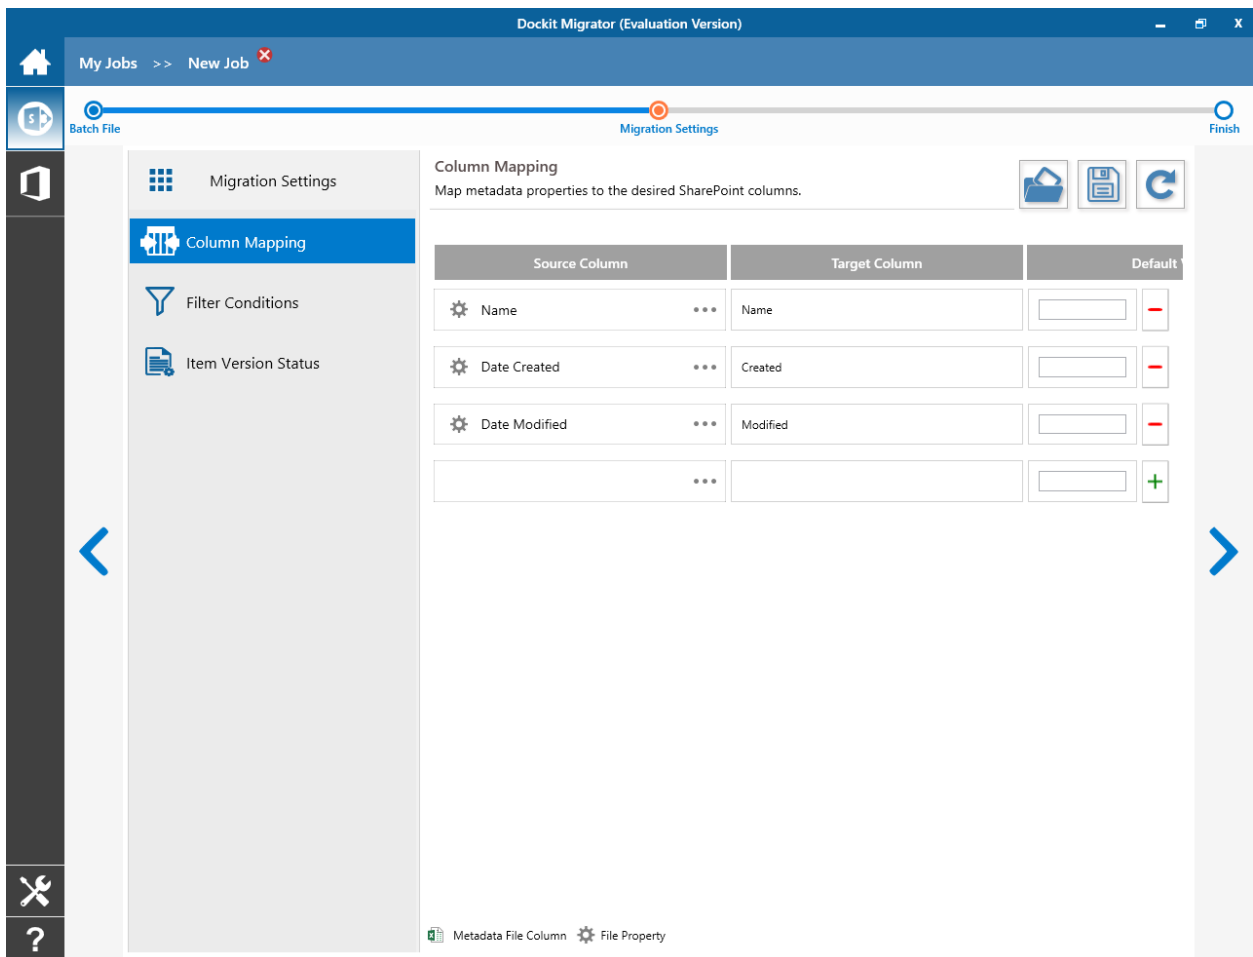 Dockit Migrator (Evaluation Version)
My Jobs >> New Job
Batch File
Migration Settings
Finish
Migration Settings
Column Mapping
Filter Conditions
Item Version Status
Column Mapping
Map metadata properties to the desired SharePoint columns.
Source Column Target Column Default
Name Name
Date Created Created
Date Modified Modified
Metadata File Column File Property
?